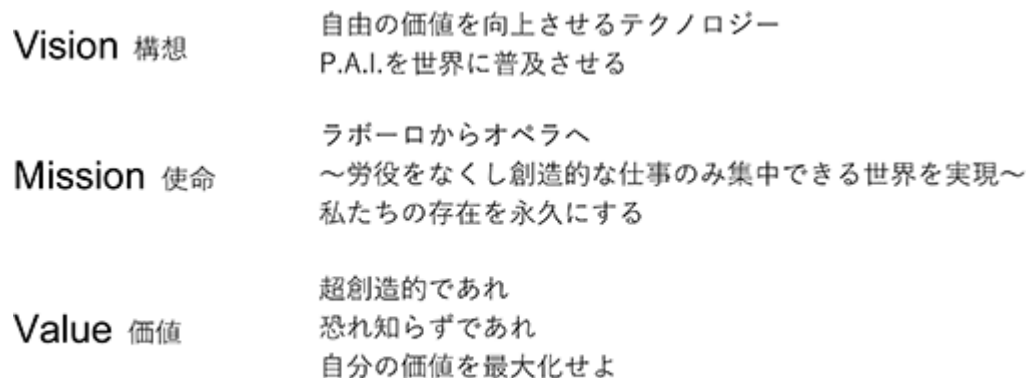 Vision 構想
自由の価値を向上させるテクノロジー
P.A.I.を世界に普及させる
Mission 使命
ラボーロからオペラへ
～労役をなくし創造的な仕事のみ集中できる世界を実現～
私たちの存在を永久にする
Value 価値
超創造的であれ
恐れ知らずであれ
自分の価値を最大化せよ